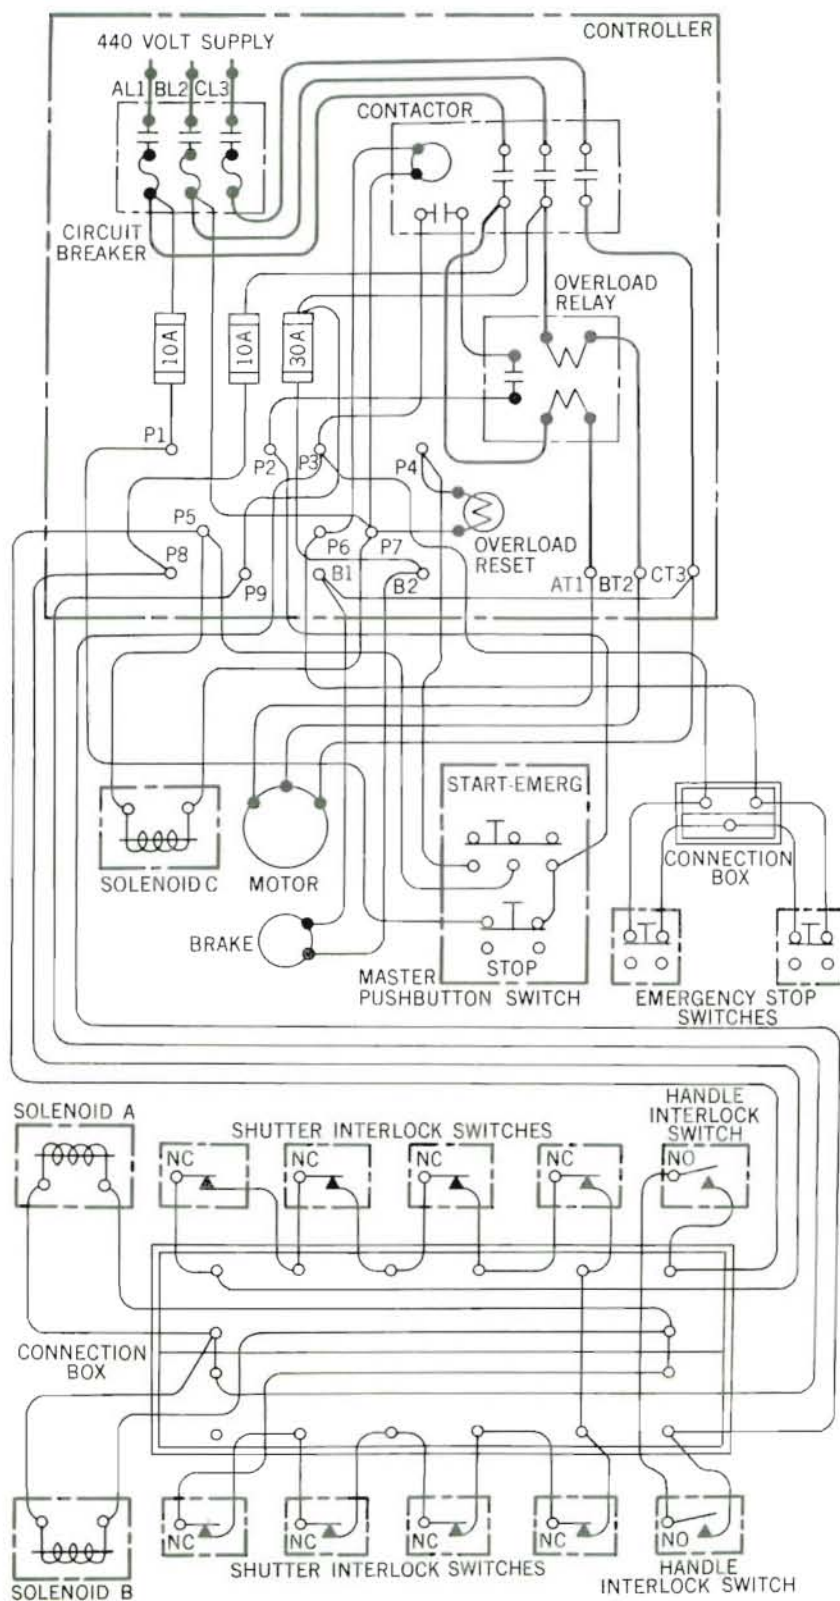 440 VOLT SUPPLY
CONTROLLER
AL1 BL2 CL3
CONTACTOR
CIRCUIT
BREAKER
OVERLOAD
RELAY
10A
10A
30A
P1
P2
P3
P4
P5
P6
P7
OVERLOAD
RESET
P8
P9
B1
B2
AT1 BT2 CT3
START-EMERG
SOLENOID C
MOTOR
CONNECTION
BOX
BRAKE
STOP
MASTER
PUSHBUTTON SWITCH
EMERGENCY STOP
SWITCHES
SOLENOID A
SHUTTER INTERLOCK SWITCHES
HANDLE
INTERLOCK
SWITCH
NC
NC
NC
NC
NO
CONNECTION
BOX
NC
NC
NC
NC
NO
SOLENOID B
SHUTTER INTERLOCK SWITCHES
HANDLE
INTERLOCK SWITCH